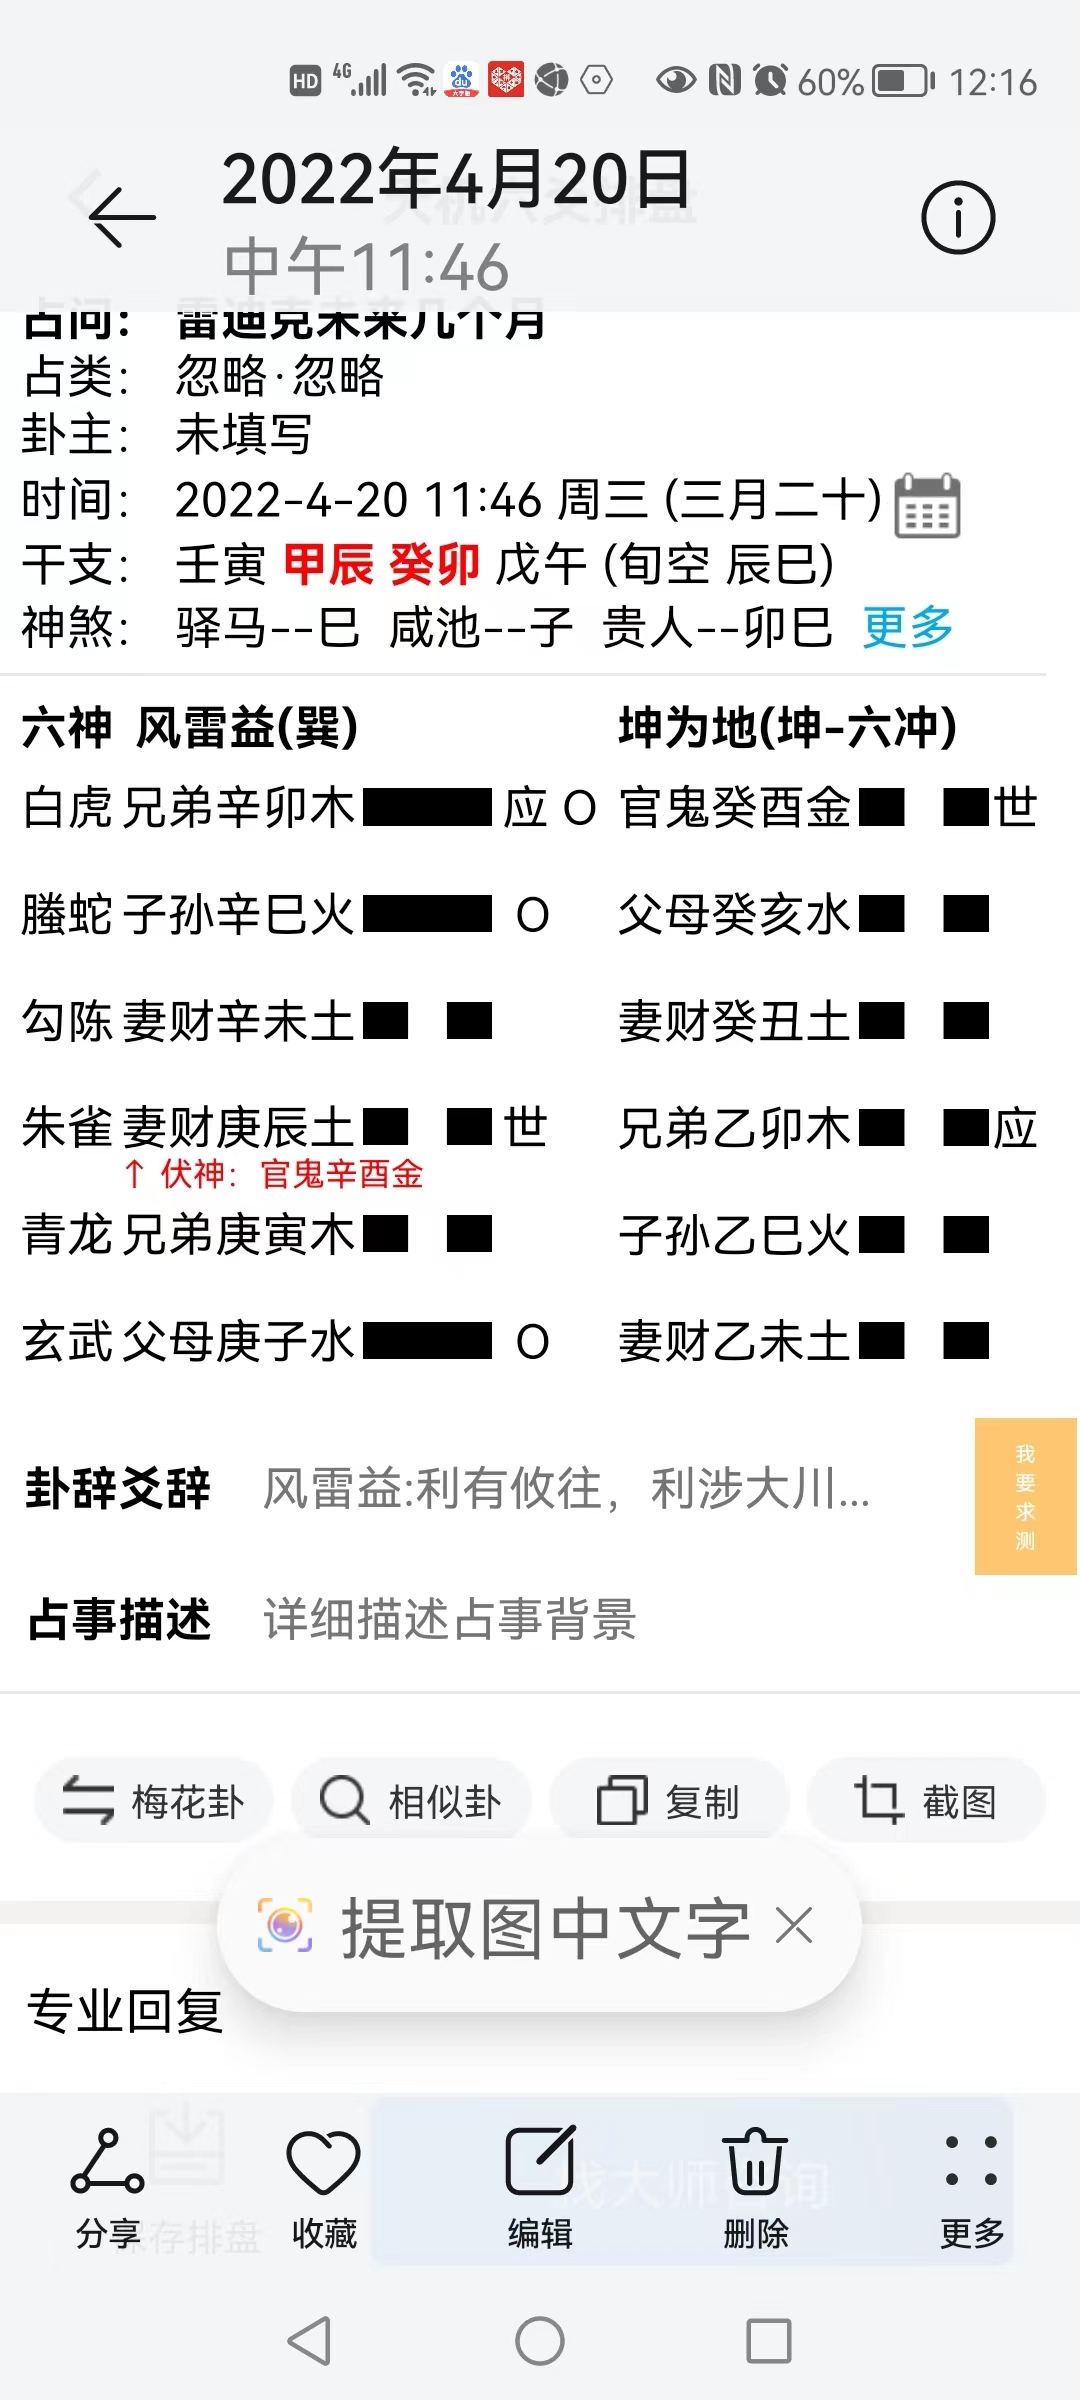 HD 4G 60% 12:16
2022年4月20日
中午11:46
占问： 雷迪克未来几个月
占类： 忽略·忽略
卦主： 未填写
时间： 2022-4-20 11:46 周三 (三月二十)
干支： 壬寅 甲辰 癸卯 戊午 (旬空 辰巳)
神煞： 驿马--巳 咸池--子 贵人--卯巳 更多
六神 风雷益(巽) 坤为地(坤-六冲)
白虎 兄弟辛卯木 应 O 官鬼癸酉金 世
螣蛇 子孙辛巳火 O 父母癸亥水
勾陈 妻财辛未土 妻财癸丑土
朱雀 妻财庚辰土 世 兄弟乙卯木 应
↑ 伏神：官鬼辛酉金
青龙 兄弟庚寅木 子孙乙巳火
玄武 父母庚子水 O 妻财乙未土
卦辞爻辞 风雷益:利有攸往，利涉大川...
我要求测
占事描述 详细描述占事背景
梅花卦 相似卦 复制 截图
提取图中文字
专业回复
分享 收藏 编辑 删除 更多
保存排盘 找大师咨询